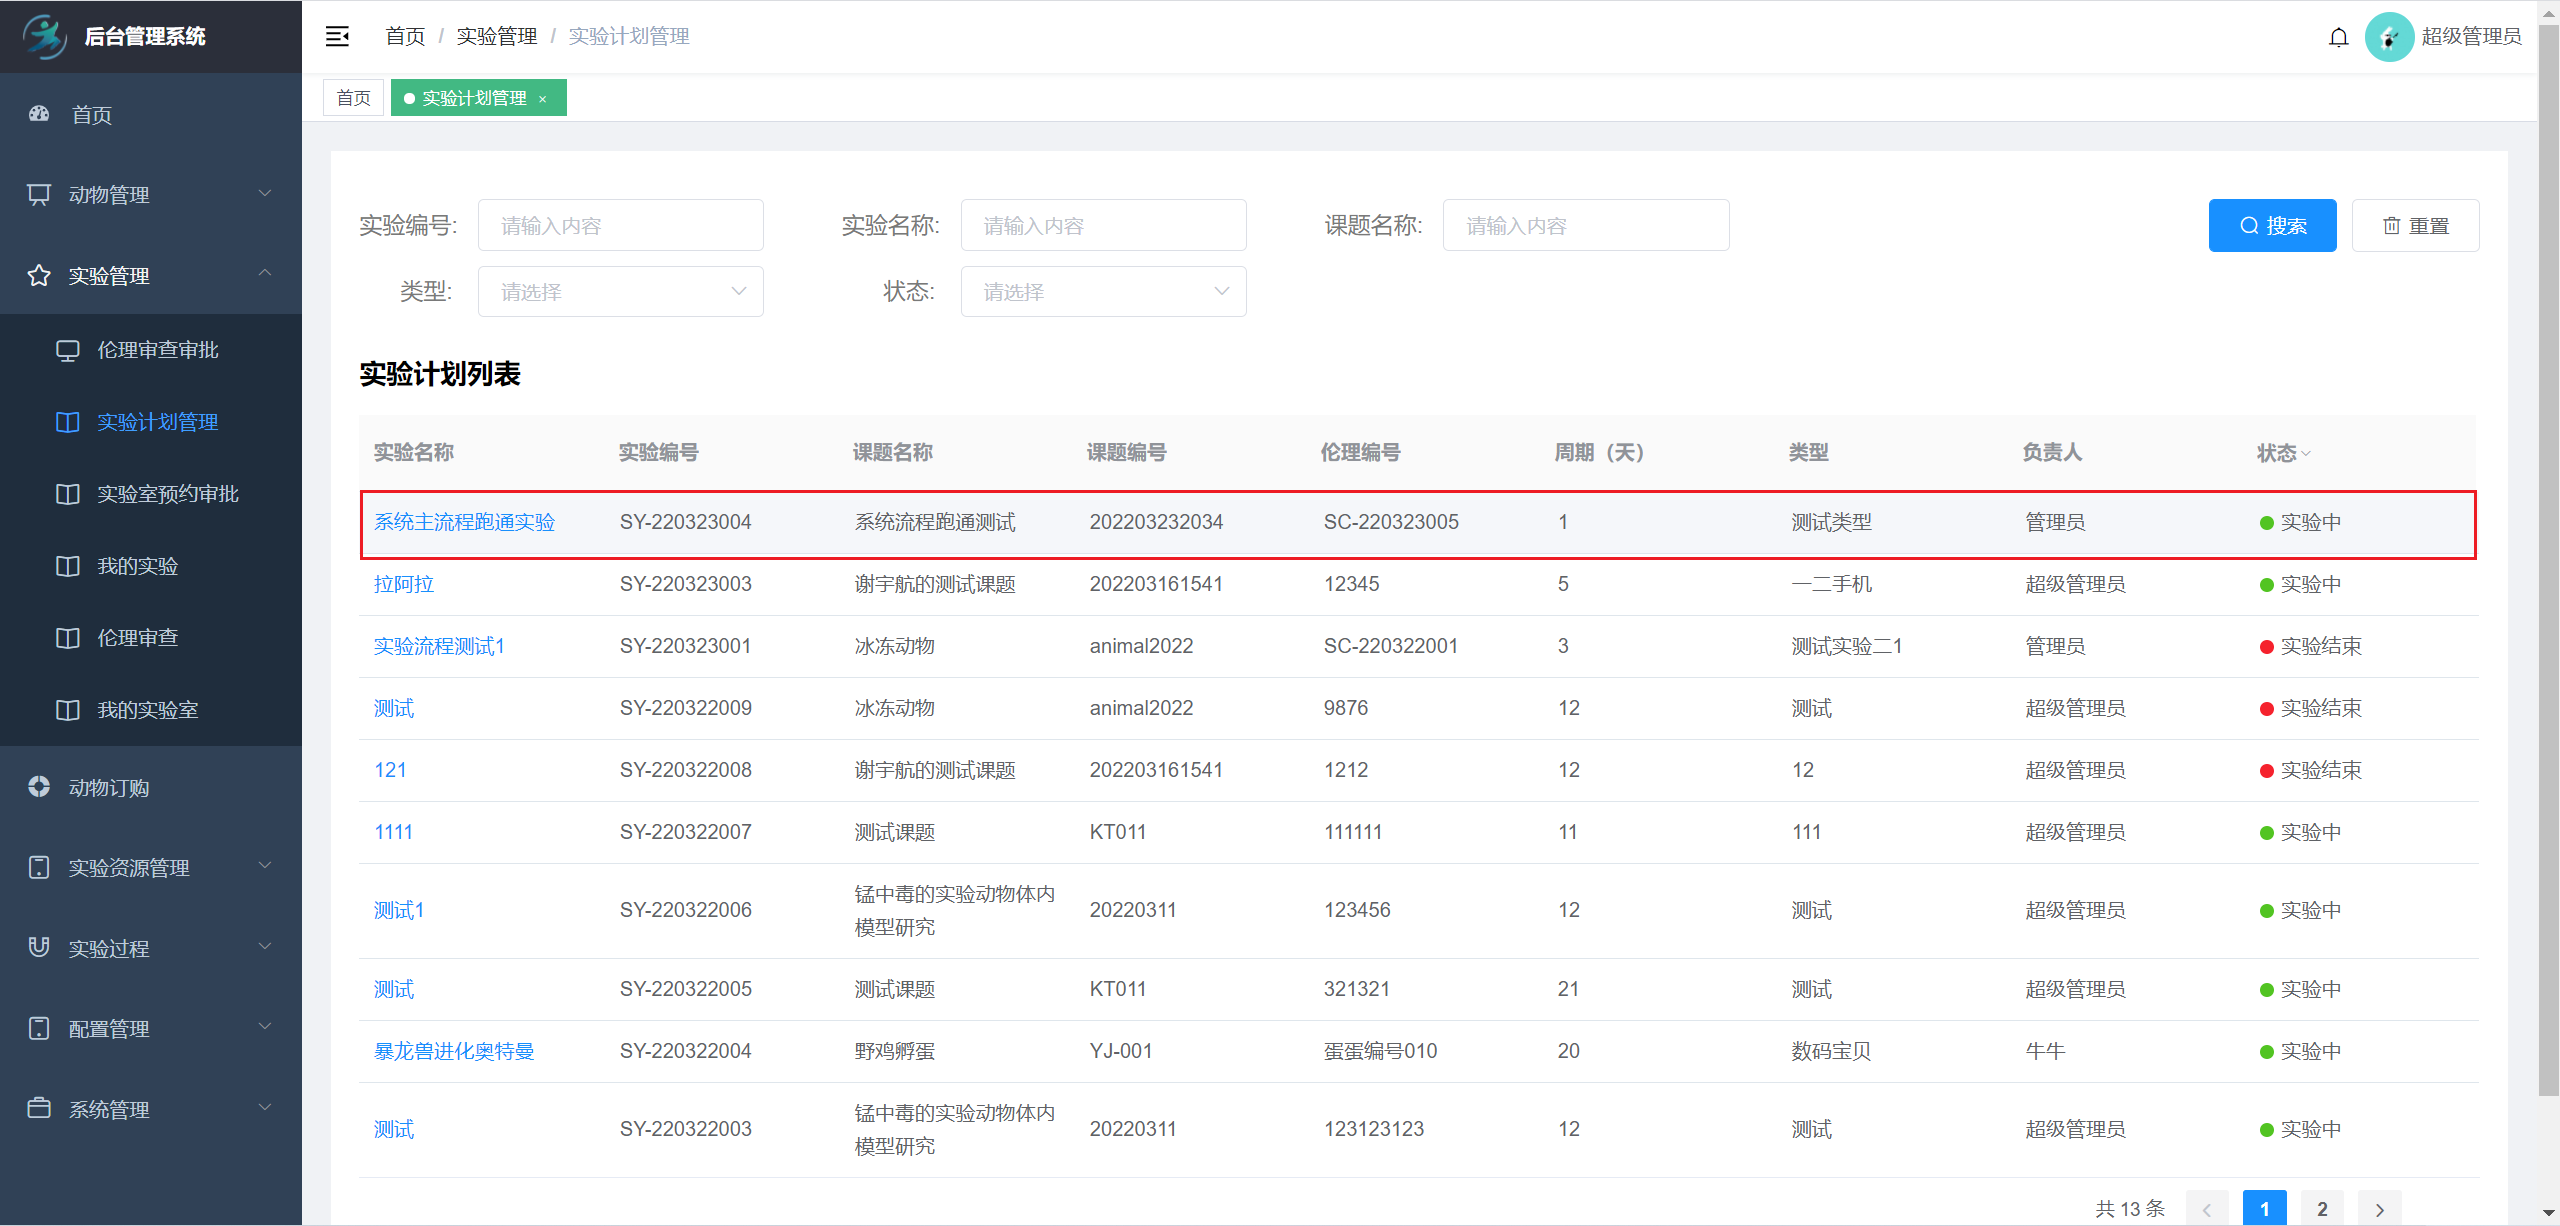 后台管理系统
首页 / 实验管理 / 实验计划管理
超级管理员
首页
实验计划管理 ×
首页
动物管理
实验管理
伦理审查审批
实验计划管理
实验室预约审批
我的实验
伦理审查
我的实验室
动物订购
实验资源管理
实验过程
配置管理
系统管理
实验编号: 请输入内容 实验名称: 请输入内容 课题名称: 请输入内容 搜索 重置
类型: 请选择 状态: 请选择
实验计划列表
实验名称 实验编号 课题名称 课题编号 伦理编号 周期（天） 类型 负责人 状态
系统主流程跑通实验 SY-220323004 系统流程跑通测试 202203232034 SC-220323005 1 测试类型 管理员 实验中
拉阿拉 SY-220323003 谢宇航的测试课题 202203161541 12345 5 一二手机 超级管理员 实验中
实验流程测试1 SY-220323001 冰冻动物 animal2022 SC-220322001 3 测试实验二1 管理员 实验结束
测试 SY-220322009 冰冻动物 animal2022 9876 12 测试 超级管理员 实验结束
121 SY-220322008 谢宇航的测试课题 202203161541 1212 12 12 超级管理员 实验结束
1111 SY-220322007 测试课题 KT011 111111 11 111 超级管理员 实验中
测试1 SY-220322006 锰中毒的实验动物体内 20220311 123456 12 测试 超级管理员 实验中
模型研究
测试 SY-220322005 测试课题 KT011 321321 21 测试 超级管理员 实验中
暴龙兽进化奥特曼 SY-220322004 野鸡孵蛋 YJ-001 蛋蛋编号010 20 数码宝贝 牛牛 实验中
测试 SY-220322003 锰中毒的实验动物体内 20220311 123123123 12 测试 超级管理员 实验中
模型研究
共 13 条 < 1 2 >